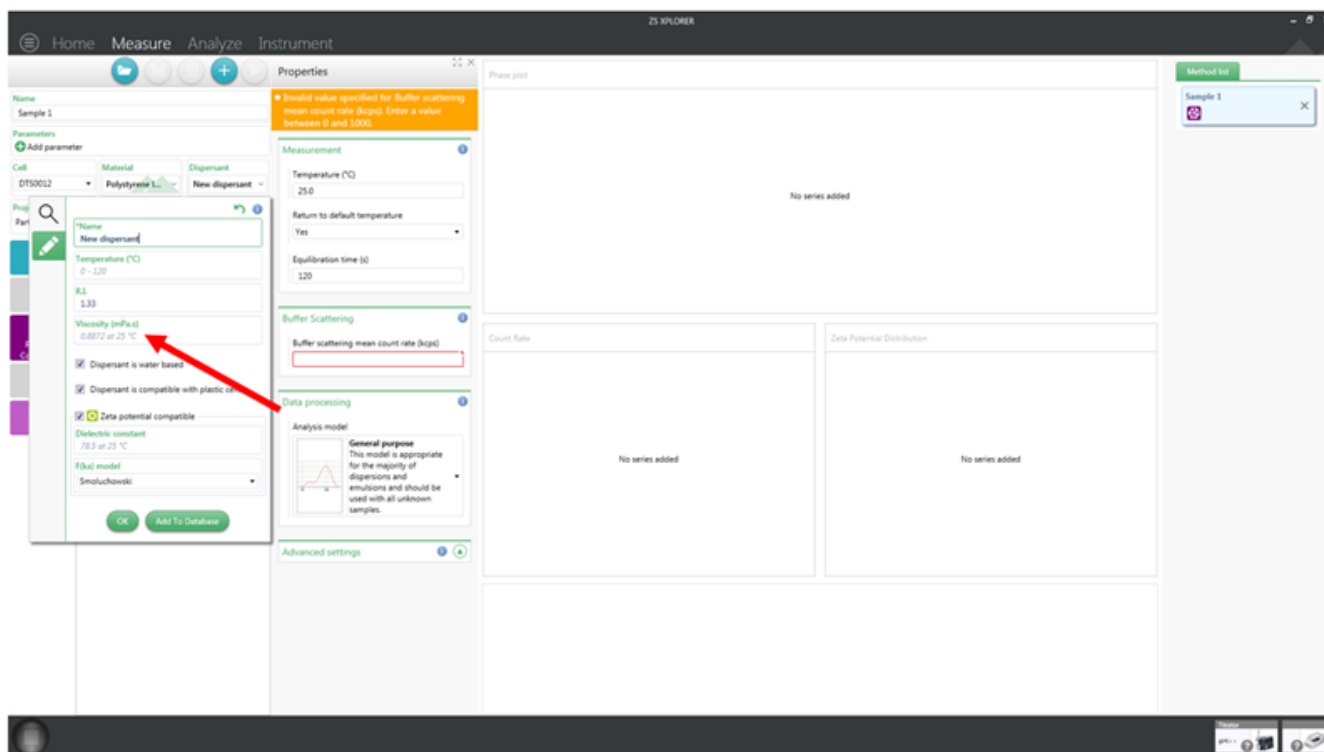 ZS XPLORER
Home Measure Analyze Instrument
Name
Sample 1
Parameters
Add parameter
Cell Material Dispersant
DTS0012 Polystyrene l... New dispersant
*Name
New dispersant
Temperature (°C)
0 - 120
R.I.
1.33
Viscosity (mPa.s)
0.8872 at 25 °C
Dispersant is water based
Dispersant is compatible with plastic
Zeta potential compatible
Dielectric constant
78.5 at 25 °C
F(ka) model
Smoluchowski
OK Add To Database
Properties
Invalid value specified for Buffer scattering
mean count rate (kcps). Enter a value
between 0 and 1000.
Measurement
Temperature (°C)
25.0
Return to default temperature
Yes
Equilibration time (s)
120
Buffer Scattering
Buffer scattering mean count rate (kcps)
Data processing
Analysis model
General purpose
This model is appropriate
for the majority of
dispersions and
emulsions and should be
used with all unknown
samples.
Advanced settings
Phase plot
No series added
Count Rate
No series added
Zeta Potential Distribution
No series added
Method list
Sample 1